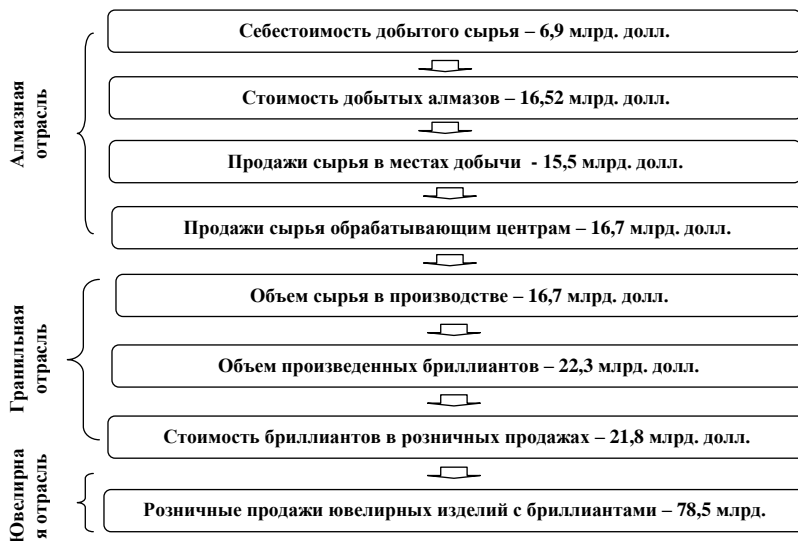 Алмазная
отрасль
Себестоимость добытого сырья – 6,9 млрд. долл.
Стоимость добытых алмазов – 16,52 млрд. долл.
Продажи сырья в местах добычи - 15,5 млрд. долл.
Продажи сырья обрабатывающим центрам – 16,7 млрд. долл.
Гранильная
отрасль
Объем сырья в производстве – 16,7 млрд. долл.
Объем произведенных бриллиантов – 22,3 млрд. долл.
Стоимость бриллиантов в розничных продажах – 21,8 млрд. долл.
Ювелирна
я отрасль
Розничные продажи ювелирных изделий с бриллиантами – 78,5 млрд.